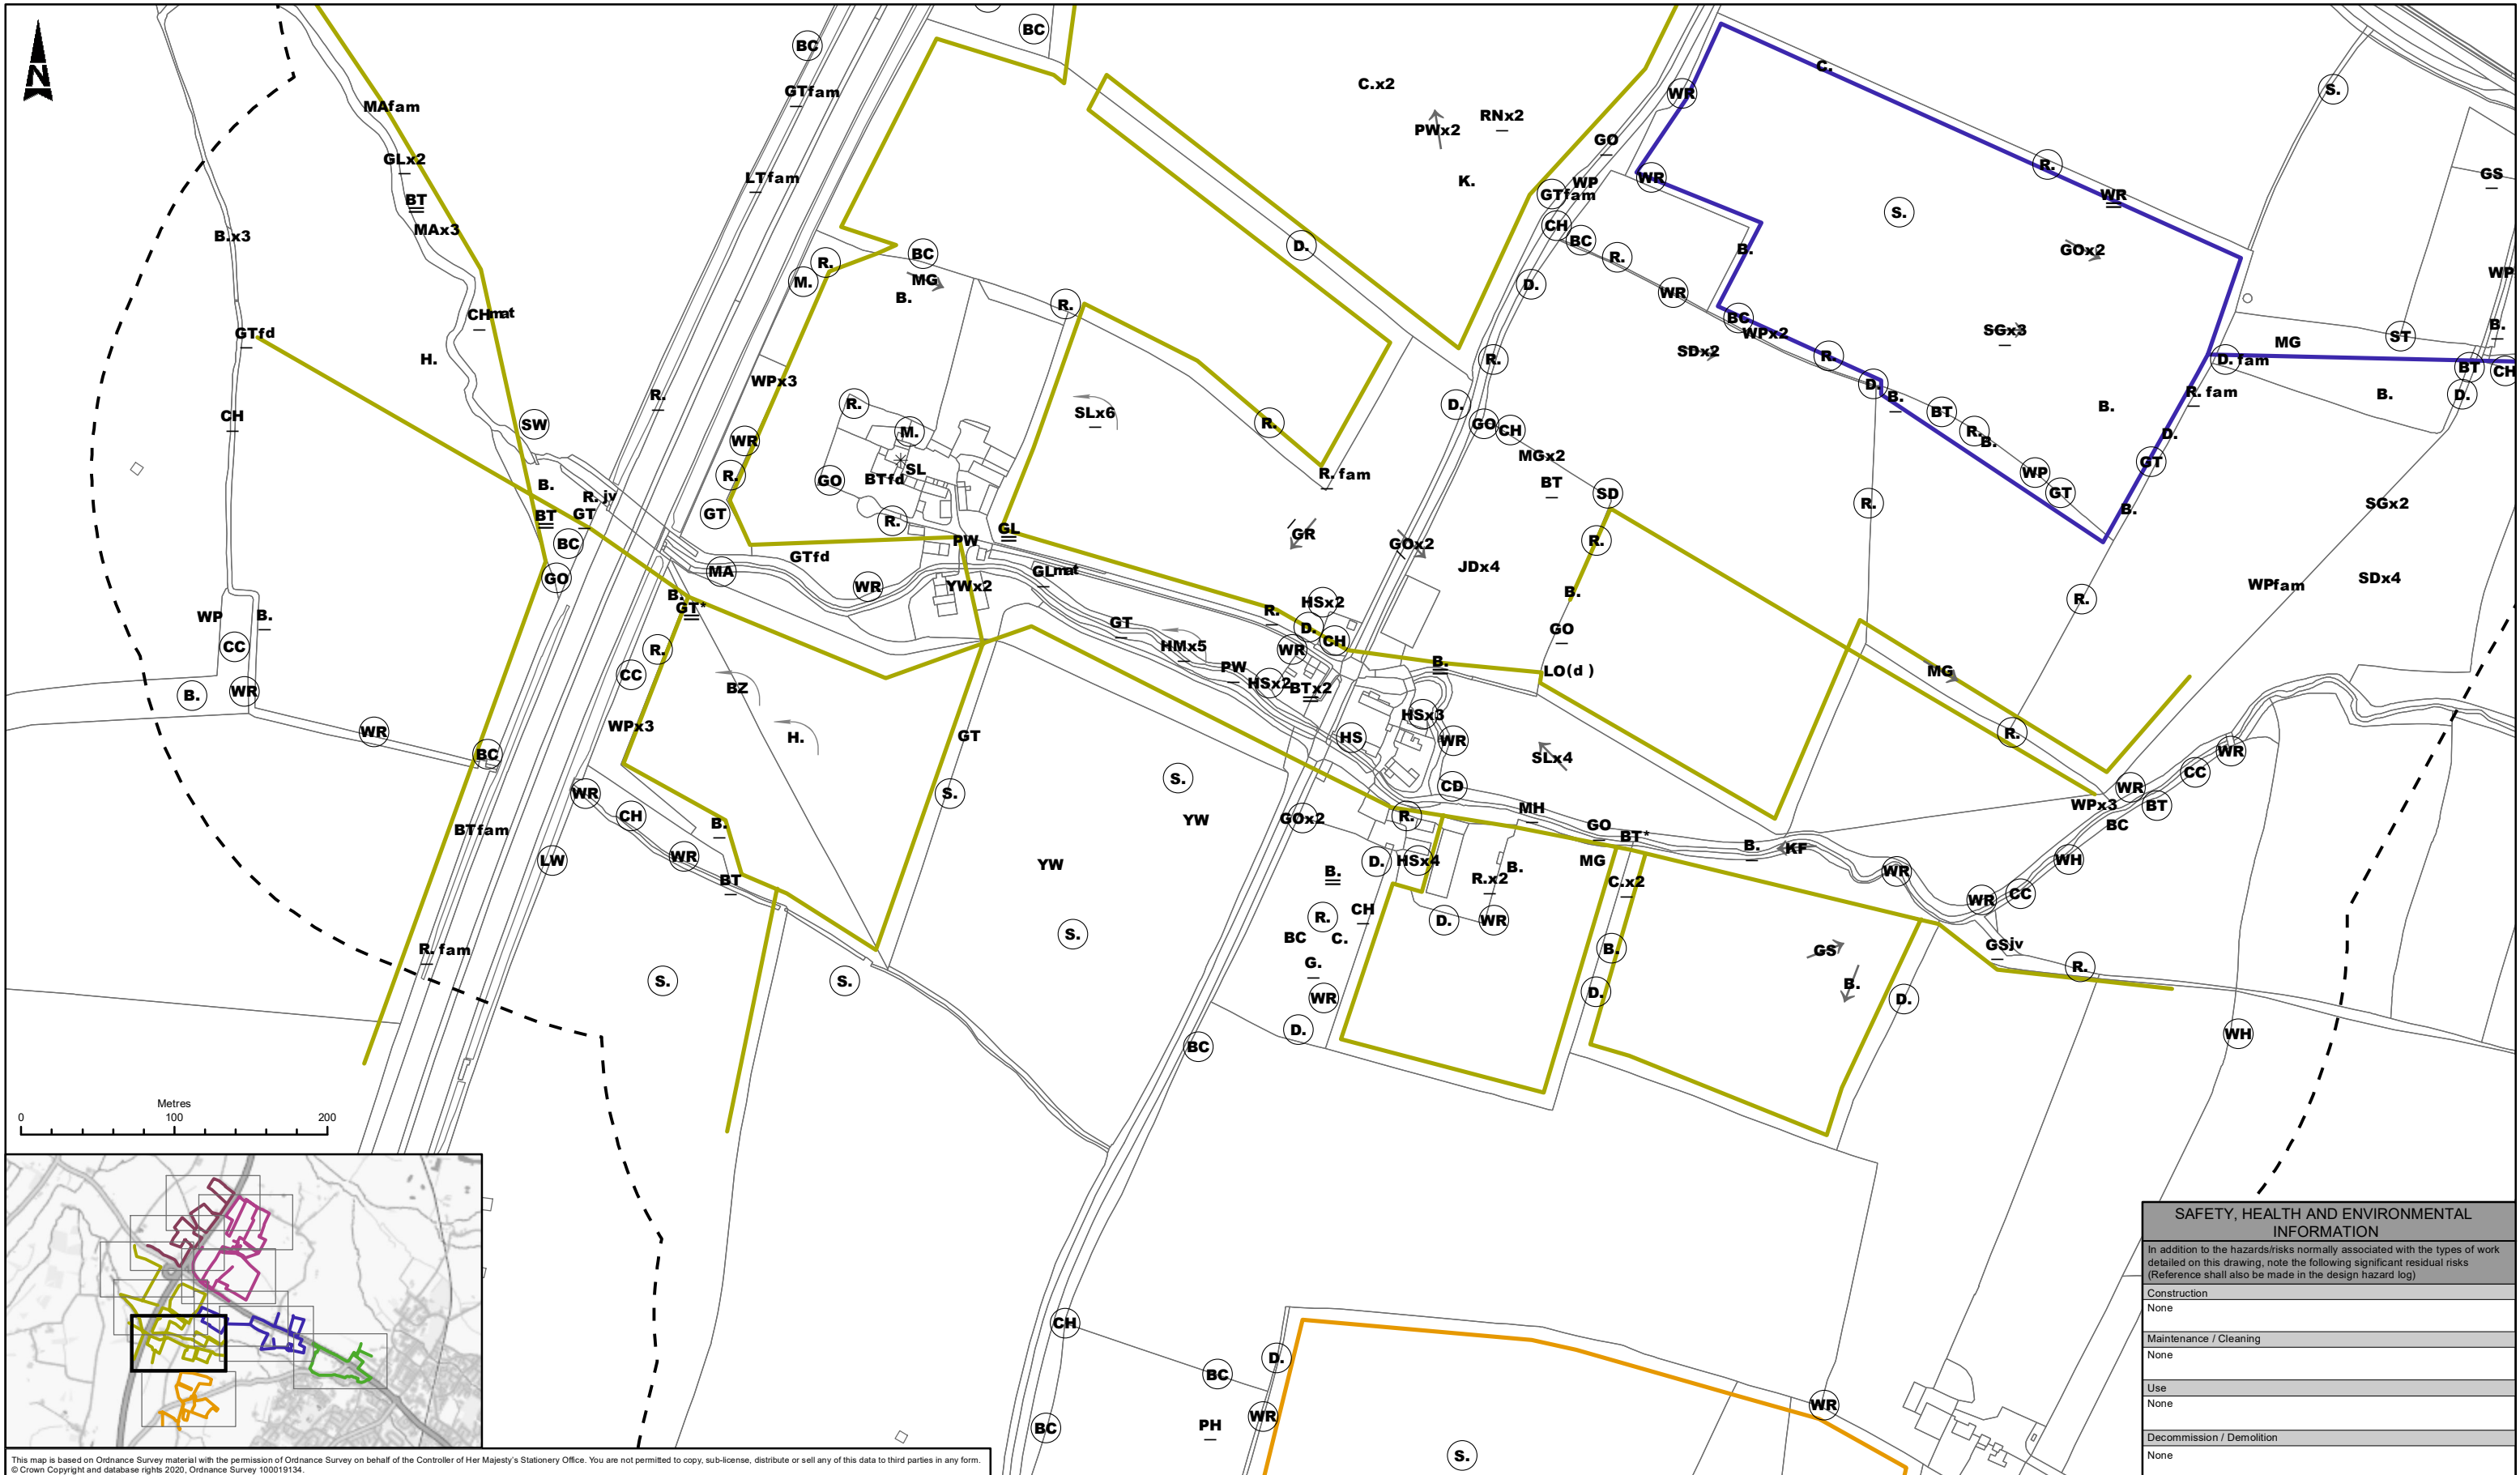 BC
BC
C.x2
C.
WR
S.
MAfam
GTfam
RNx2
PWx2
GO
R.
GLx2
LTfam
K.
WP
WR
GTfam
WR
GS
BT
MAx3
B.x3
CH
BC
S.
D.
BC
R.
B.
GOx2
R.
M.
BC
MG
B.
D.
WR
WP
CHmat
R.
BC
WPx2
SGx3
B.
GTfd
H.
SDx2
R.
MG
ST
D. fam
BT
CH
WPx3
R.
D.
B.
R. fam
B.
D.
R.
R.
D.
B.
BT
CH
SW
SLx6
R.
GO
CH
R.
B.
D.
WR
M.
MGx2
WP
GT
R.
SL
BTfd
GO
R. fam
BT
SD
GT
R.
SGx2
B.
R. jv
B.
BT
GT
GT
R.
GR
GOx2
R.
BC
PW
GL
GO
MA
GTfd
WR
GLmat
YWx2
JDx4
B.
WPfam
SDx4
R.
B.
GT*
HSx2
R.
WP
B.
GT
D.
CH
GO
CC
R.
HMx5
WR
B.
LO(d )
MG
B.
WR
CC
BZ
PW
HSx2
BTx2
HSx3
WR
WPx3
H.
GT
HS
WR
R.
WR
BC
SLx4
WR
S.
S.
CD
CC
WR
WPx3
BT
CH
B.
YW
GOx2
R.
MH
GO
BT*
BC
BTfam
LW
WR
YW
D.
HSx4
B.
MG
B.
KF
WH
BT
B.
R.x2
C.x2
WR
WR
CC
R.
CH
D.
WR
S.
BC
C.
B.
GS
GSjv
R. fam
G.
R.
S.
S.
WR
D.
B.
D.
D.
BC
WH
Metres
0 100 200
CH
D.
BC
WR
BC
PH
WR
S.
SAFETY, HEALTH AND ENVIRONMENTAL
INFORMATION
In addition to the hazards/risks normally associated with the types of work
detailed on this drawing, note the following significant residual risks
(Reference shall also be made in the design hazard log)
Construction
None
Maintenance / Cleaning
None
Use
None
Decommission / Demolition
None
N
This map is based on Ordnance Survey material with the permission of Ordnance Survey on behalf of the Controller of Her Majesty's Stationery Office. You are not permitted to copy, sub-license, distribute or sell any of this data to third parties in any form.
© Crown Copyright and database rights 2020, Ordnance Survey 100019134.